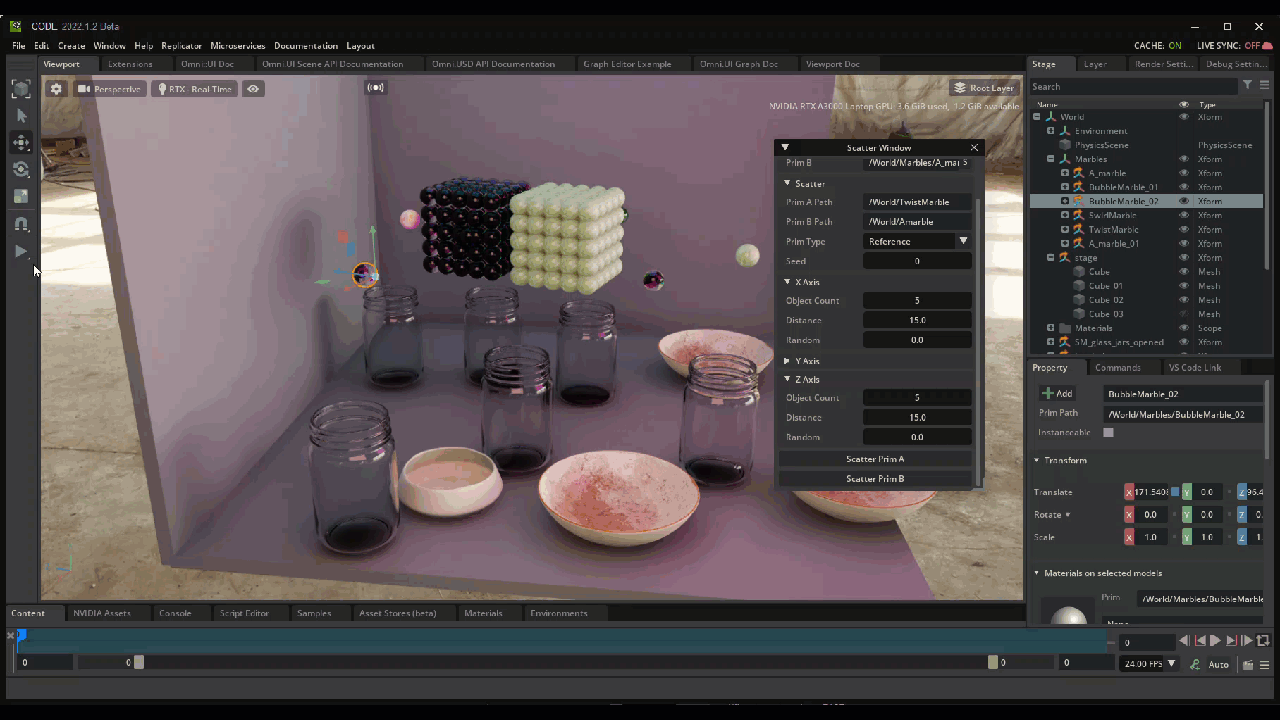 CODE 2022.1.2 Beta
File Edit Create Window Help Replicator Microservices Documentation Layout
CACHE: ON LIVE SYNC: OFF
Viewport Extensions Omni:UI Doc Omni.UI Scene API Documentation Omni.USD API Documentation Graph Editor Example Omni.UI Graph Doc Viewport Doc
Perspective RTX - Real-Time
Root Layer
NVIDIA RTX A3000 Laptop GPU: 3.6 GiB used, 1.2 GiB available
Scatter Window
Prim B /World/Marbles/A_mar S
Scatter
Prim A Path /World/TwistMarble
Prim B Path /World/Amarble
Prim Type Reference
Seed 0
X Axis
Object Count 5
Distance 15.0
Random 0.0
Y Axis
Z Axis
Object Count 5
Distance 15.0
Random 0.0
Scatter Prim A
Scatter Prim B
Stage Layer Render Setti... Debug Settin...
Search
Name Type
World Xform
Environment
PhysicsScene PhysicsScene
Marbles Xform
A_marble Xform
BubbleMarble_01 Xform
BubbleMarble_02 Xform
SwirlMarble Xform
TwistMarble Xform
A_marble_01 Xform
stage Xform
Cube Mesh
Cube_01 Mesh
Cube_02 Mesh
Cube_03 Mesh
Materials Scope
SM_glass_jars_opened Xform
Property Commands VS Code Link
Add BubbleMarble_02
Prim Path /World/Marbles/BubbleMarble_02
Instanceable
Transform
Translate X 171.540 Y 0.0 Z 96.4
Rotate X 0.0 Y 0.0 Z 0.
Scale X 1.0 Y 1.0 Z 1.
Materials on selected models
Prim /World/Marbles/BubbleMarble
Content NVIDIA Assets Console Script Editor Samples Asset Stores (beta) Materials Environments
0
0 0 0 0 24.00 FPS Auto